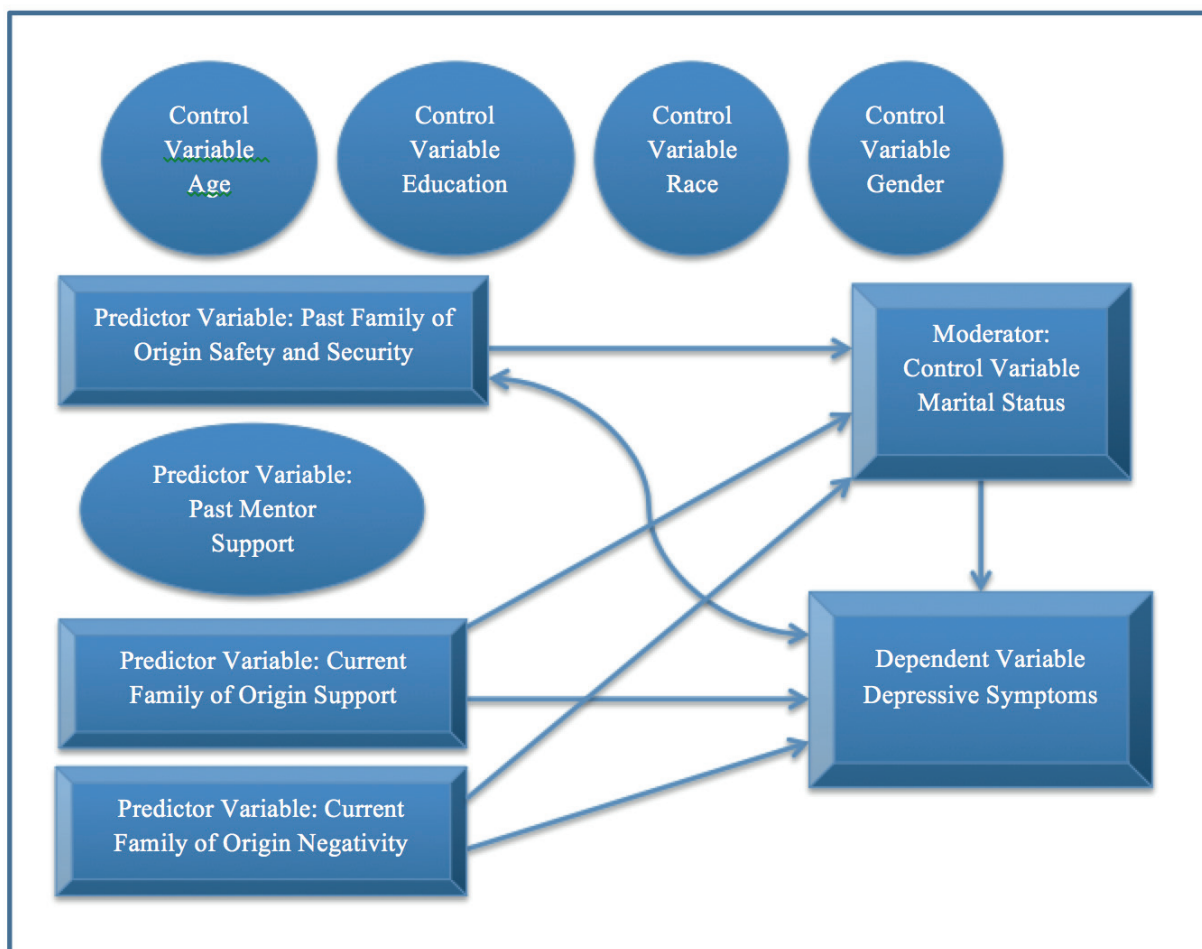 Control
Variable
Age
Control
Variable
Education
Control
Variable
Race
Control
Variable
Gender
Predictor Variable: Past Family of
Origin Safety and Security
Moderator:
Control Variable
Marital Status
Predictor Variable:
Past Mentor
Support
Predictor Variable: Current
Family of Origin Support
Dependent Variable
Depressive Symptoms
Predictor Variable: Current
Family of Origin Negativity